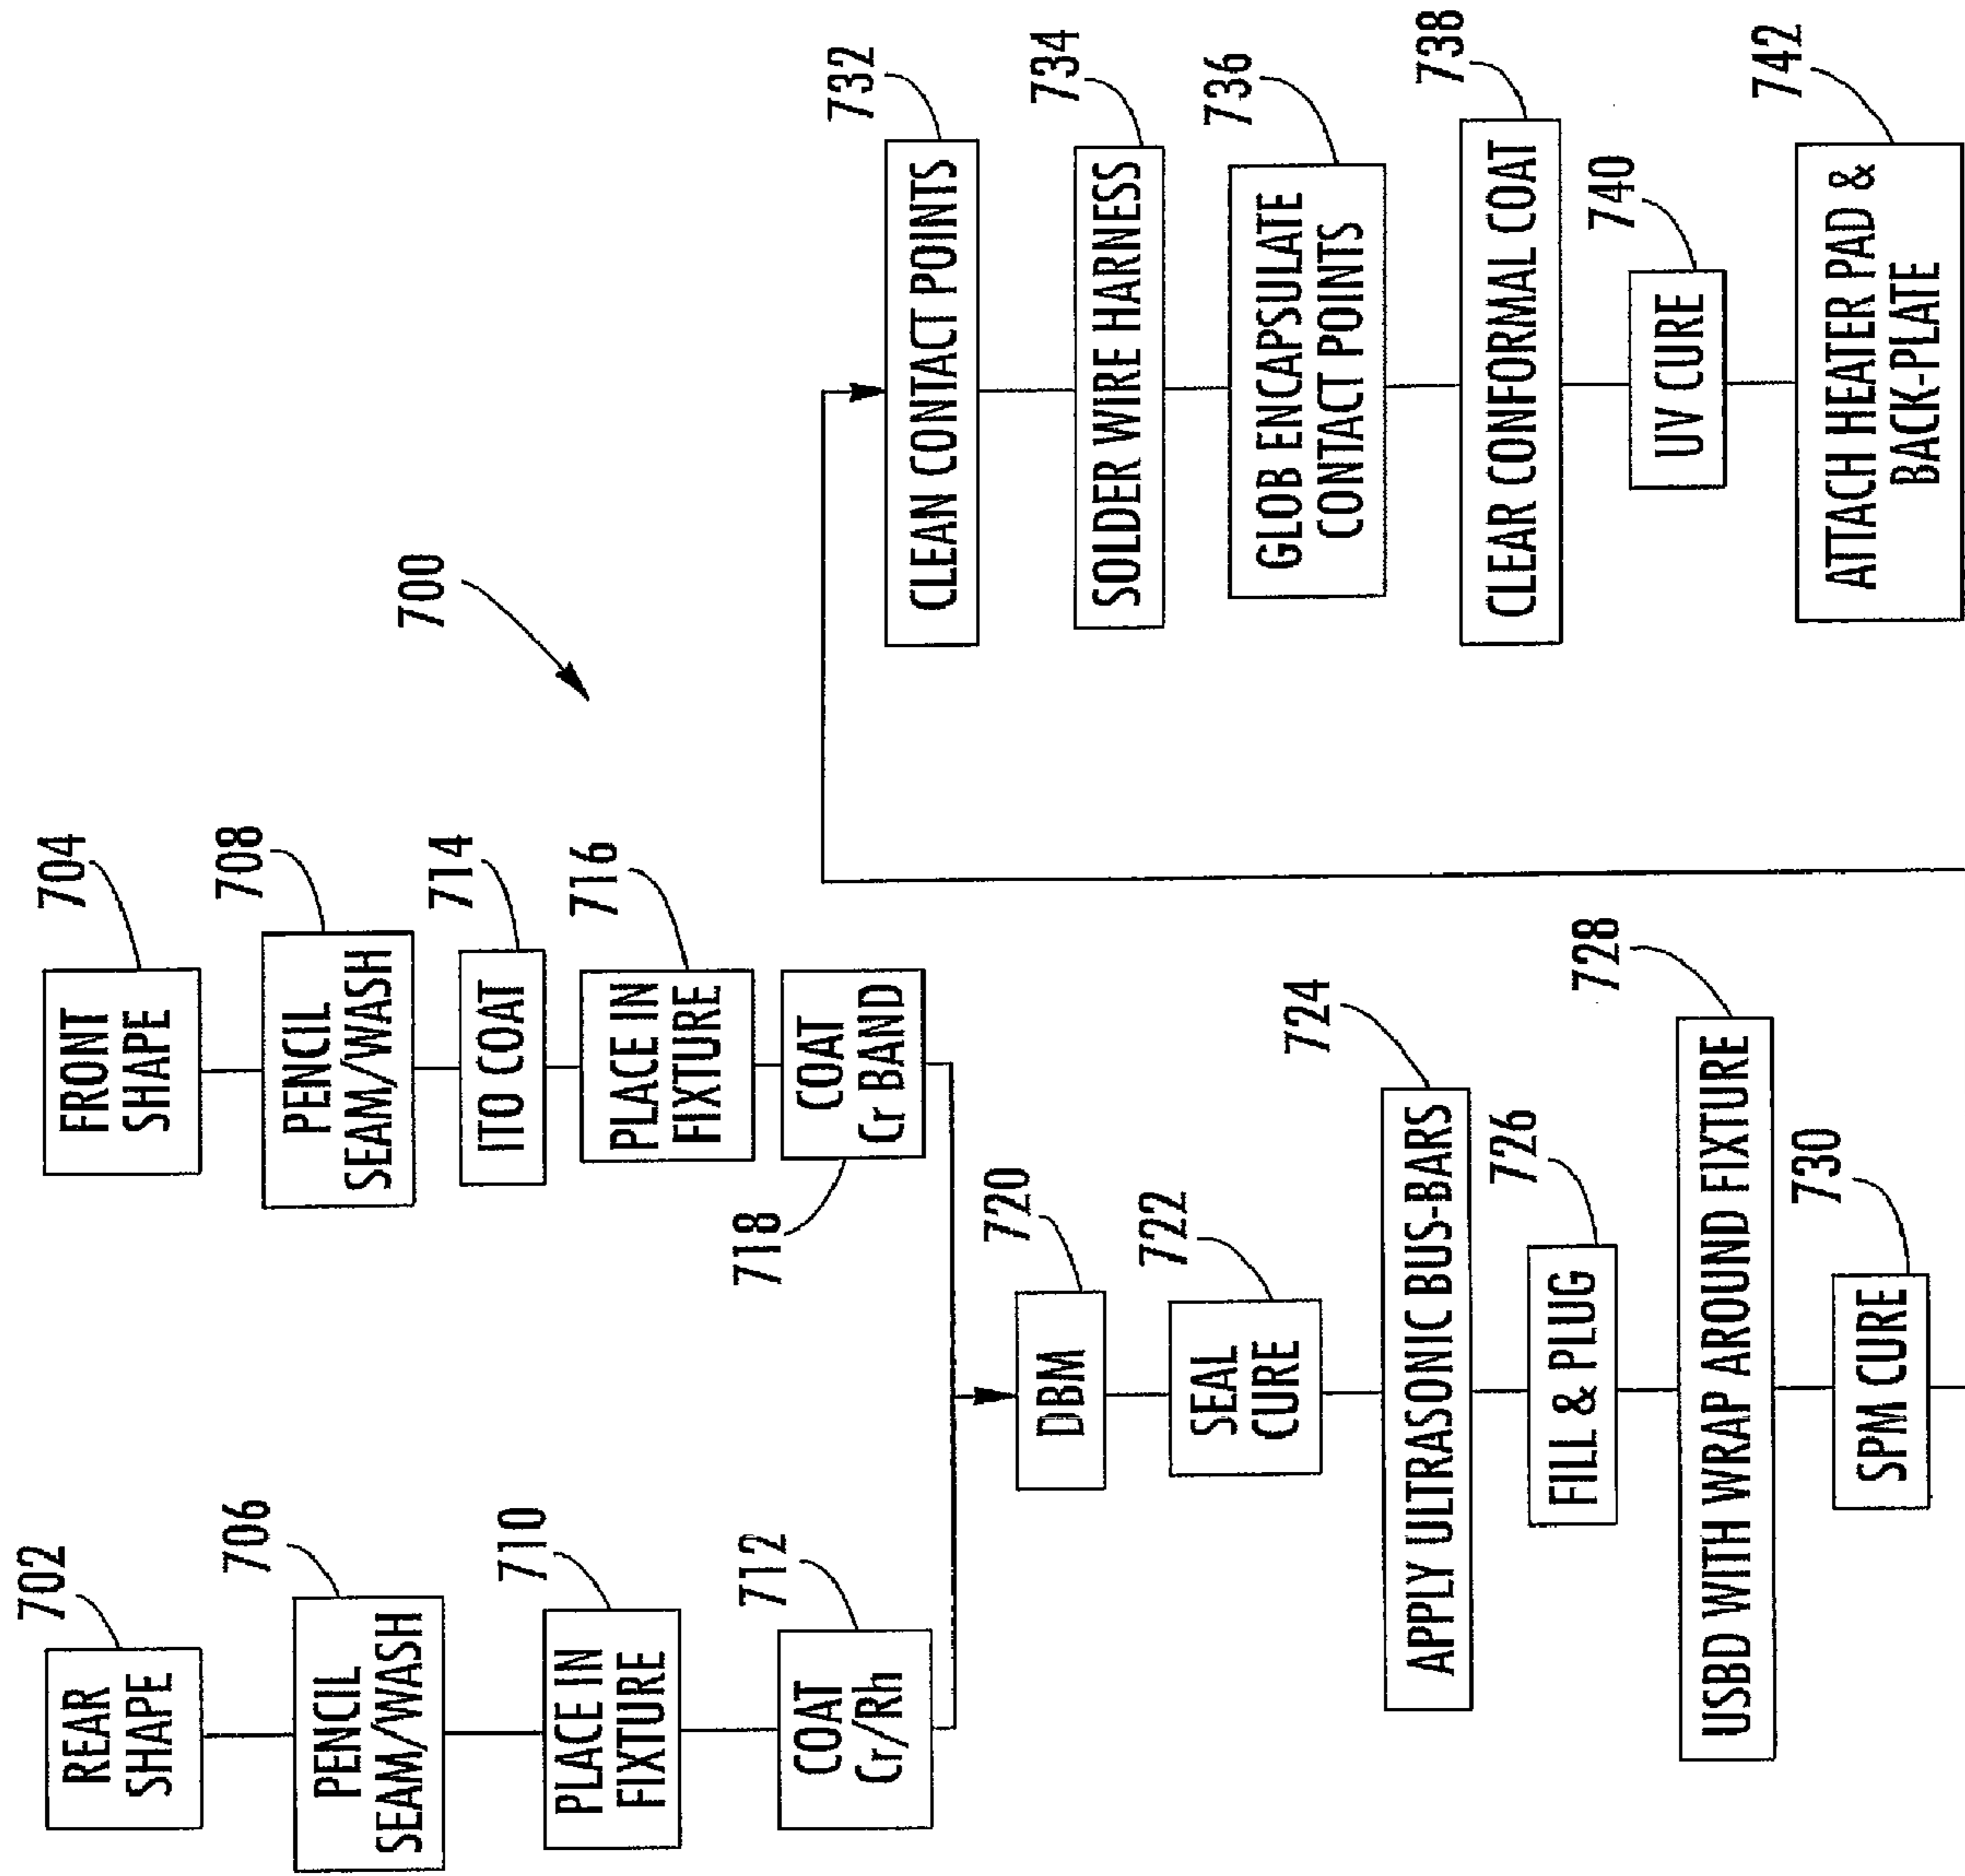 700
702
REAR
SHAPE
706
PENCIL
SEAM/WASH
710
PLACE IN
FIXTURE
712
COAT
Cr/Rh
704
FRONT
SHAPE
708
PENCIL
SEAM/WASH
714
ITO COAT
716
PLACE IN
FIXTURE
COAT
Cr BAND
718
720
DBM
722
SEAL
CURE
724
APPLY ULTRASONIC BUS-BARS
726
FILL & PLUG
728
USBD WITH WRAP AROUND FIXTURE
730
SPM CURE
732
CLEAN CONTACT POINTS
734
SOLDER WIRE HARNESS
736
GLOB ENCAPSULATE
CONTACT POINTS
738
CLEAR CONFORMAL COAT
740
UV CURE
742
ATTACH HEATER PAD &
BACK-PLATE